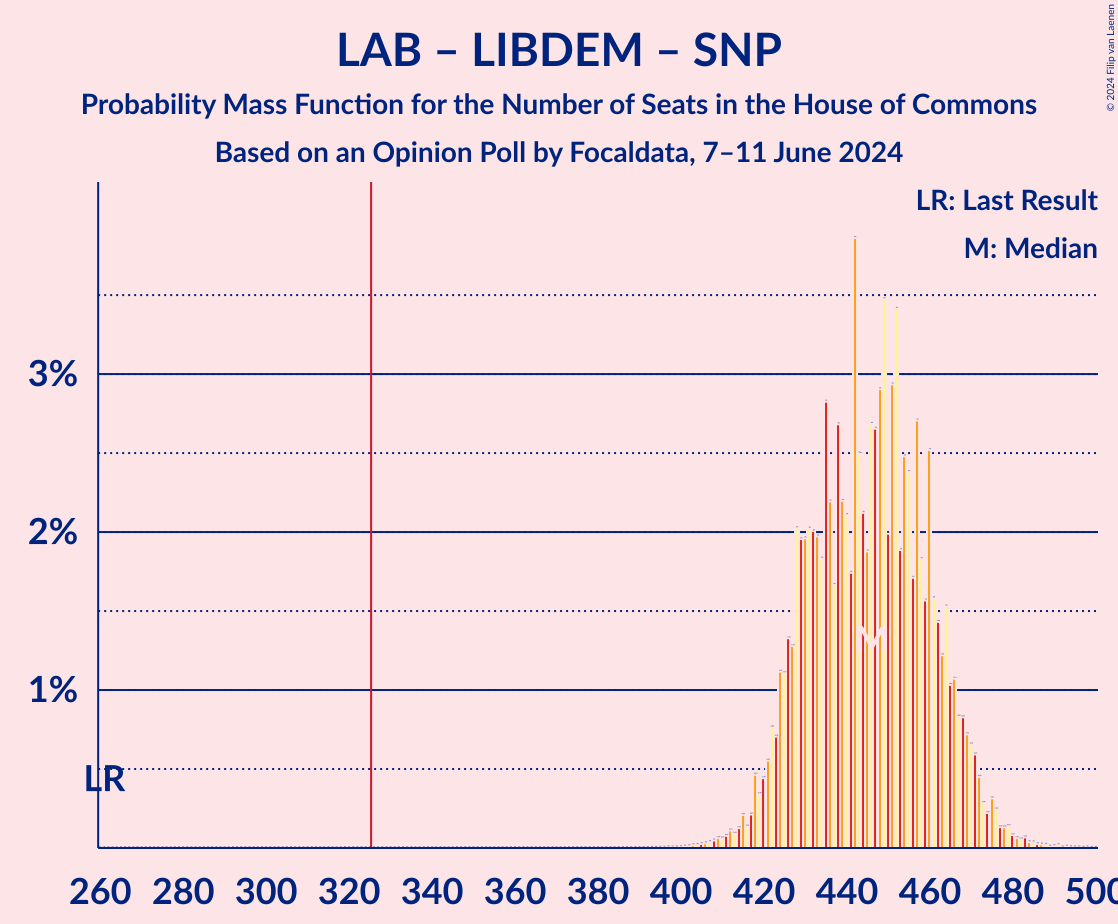 LAB – LIBDEM – SNP
Probability Mass Function for the Number of Seats in the House of Commons
Based on an Opinion Poll by Focaldata, 7–11 June 2024
© 2024 Filip van Laenen
LR: Last Result
M: Median
3%
2%
1%
M
LR
260 280 300 320 340 360 380 400 420 440 460 480 500